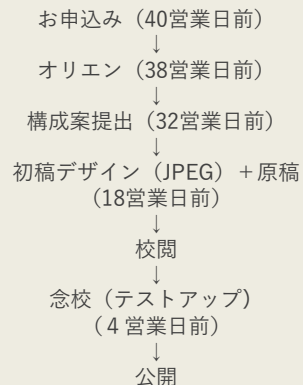 お申込み（40営業日前）
↓
オリエン（38営業日前）
↓
構成案提出（32営業日前）
↓
初稿デザイン（JPEG）＋原稿
（18営業日前）
↓
校閲
↓
念校（テストアップ）
（４営業日前）
↓
公開